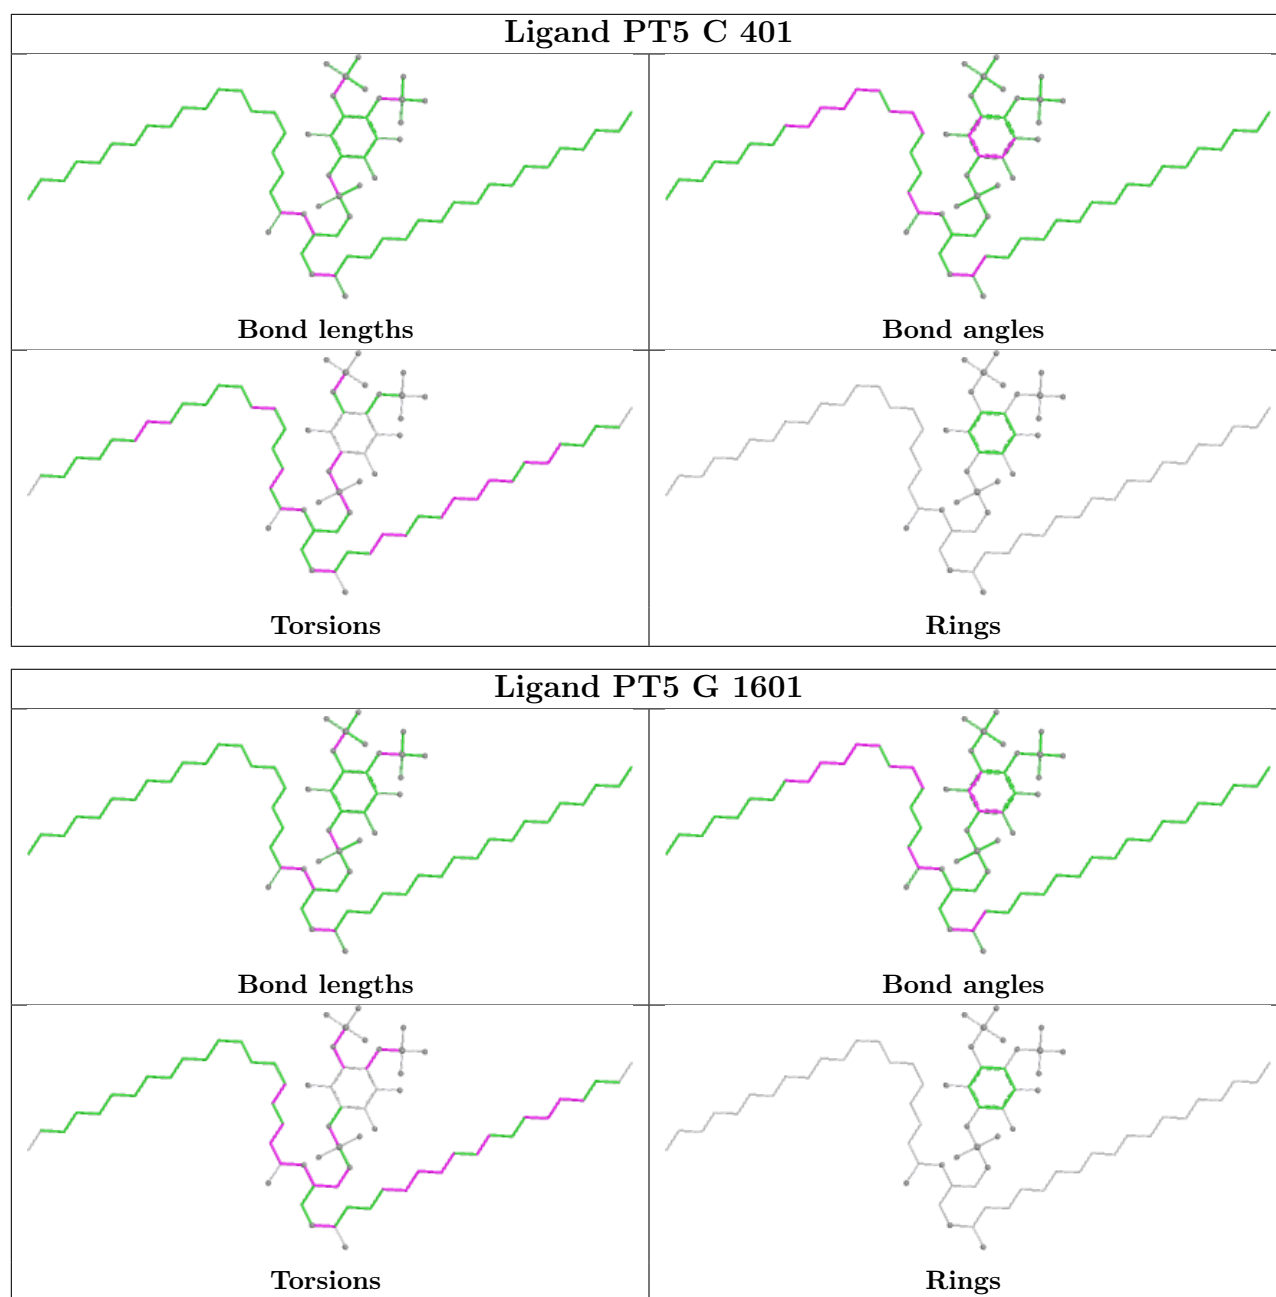 Ligand PT5 C 401
Bond lengths
Bond angles
Torsions
Rings
Ligand PT5 G 1601
Bond lengths
Bond angles
Torsions
Rings